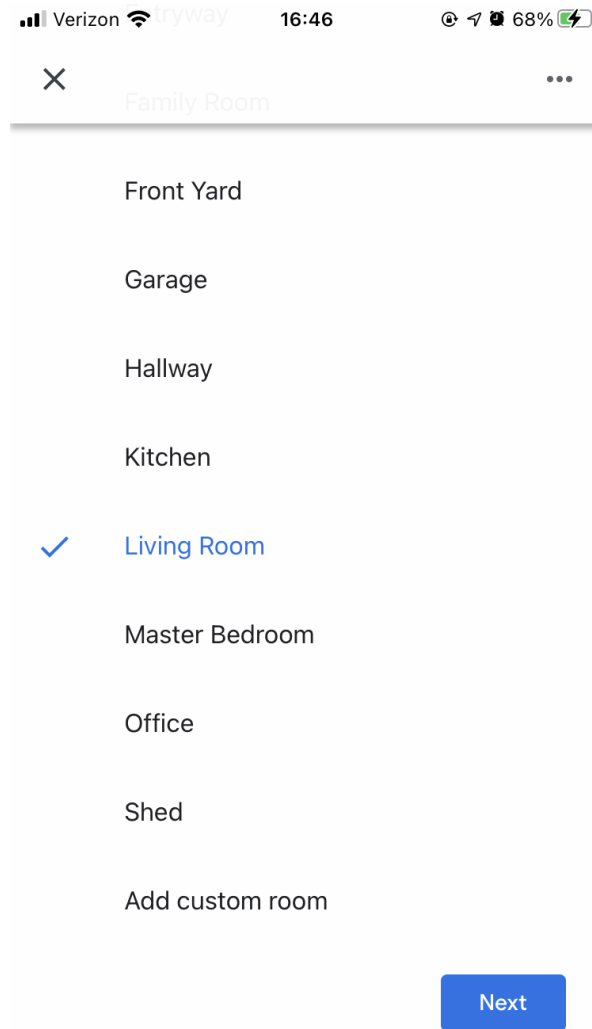 Verizon 16:46 68%
Entryway
Family Room
Front Yard
Garage
Hallway
Kitchen
Living Room
Master Bedroom
Office
Shed
Add custom room
Next